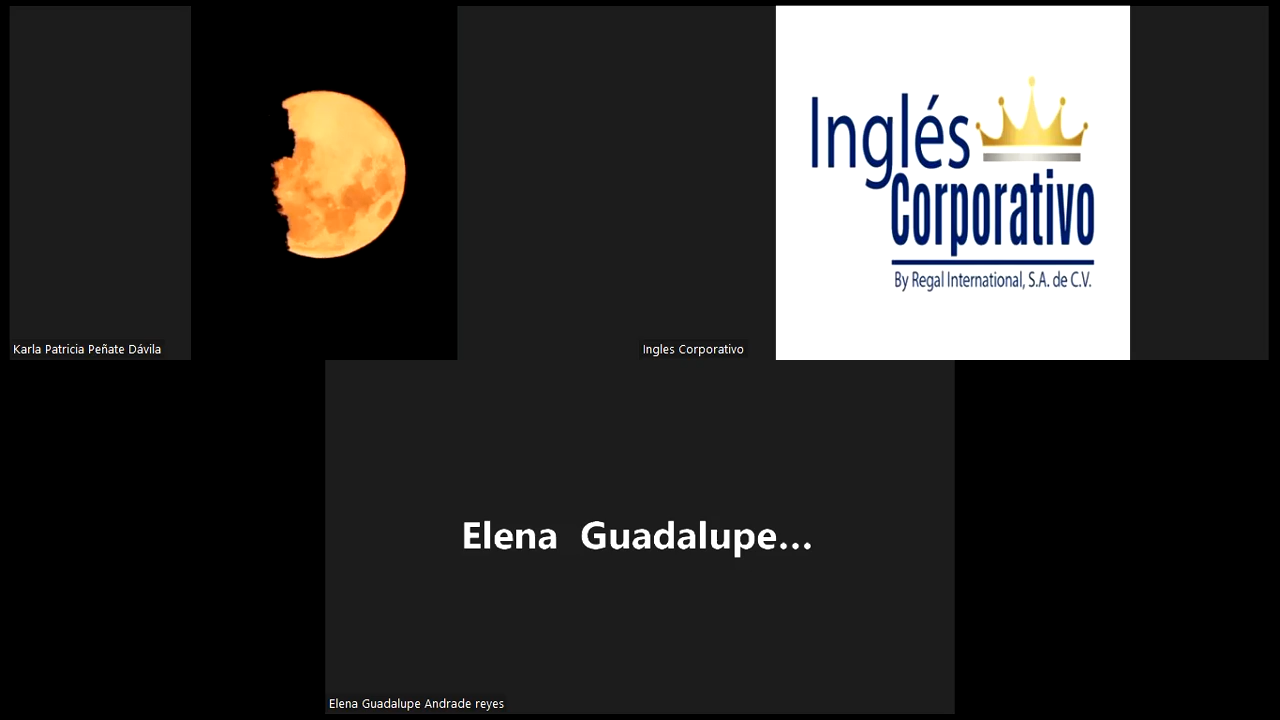 Inglés
Corporativo
By Regal International, S.A. de C.V.
Karla Patricia Peñate Dávila
Ingles Corporativo
Elena Guadalupe...
Elena Guadalupe Andrade reyes